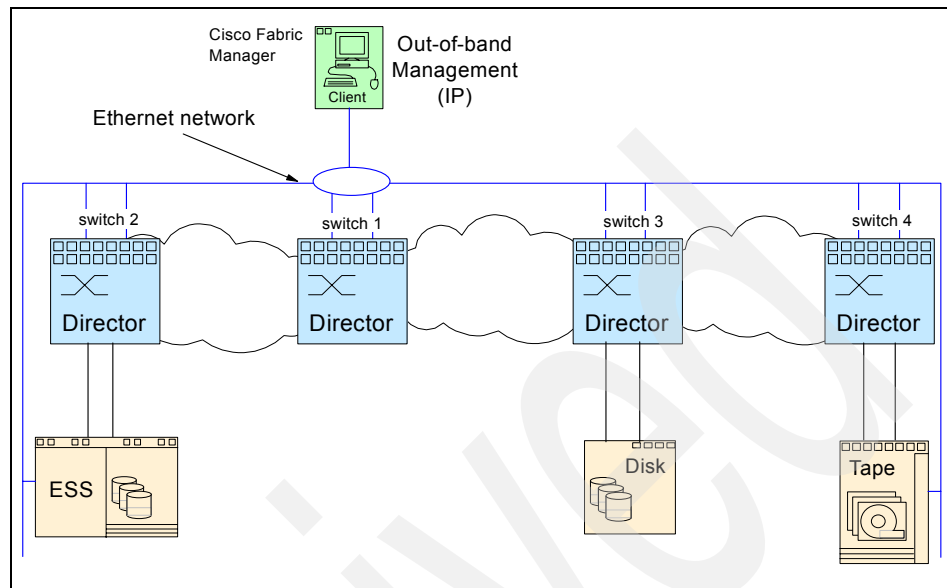 Cisco Fabric
Manager
Out-of-band
Management
(IP)
Client
Ethernet network
switch 2
switch 1
switch 3
switch 4
Director
Director
Director
Director
ESS
Disk
Tape